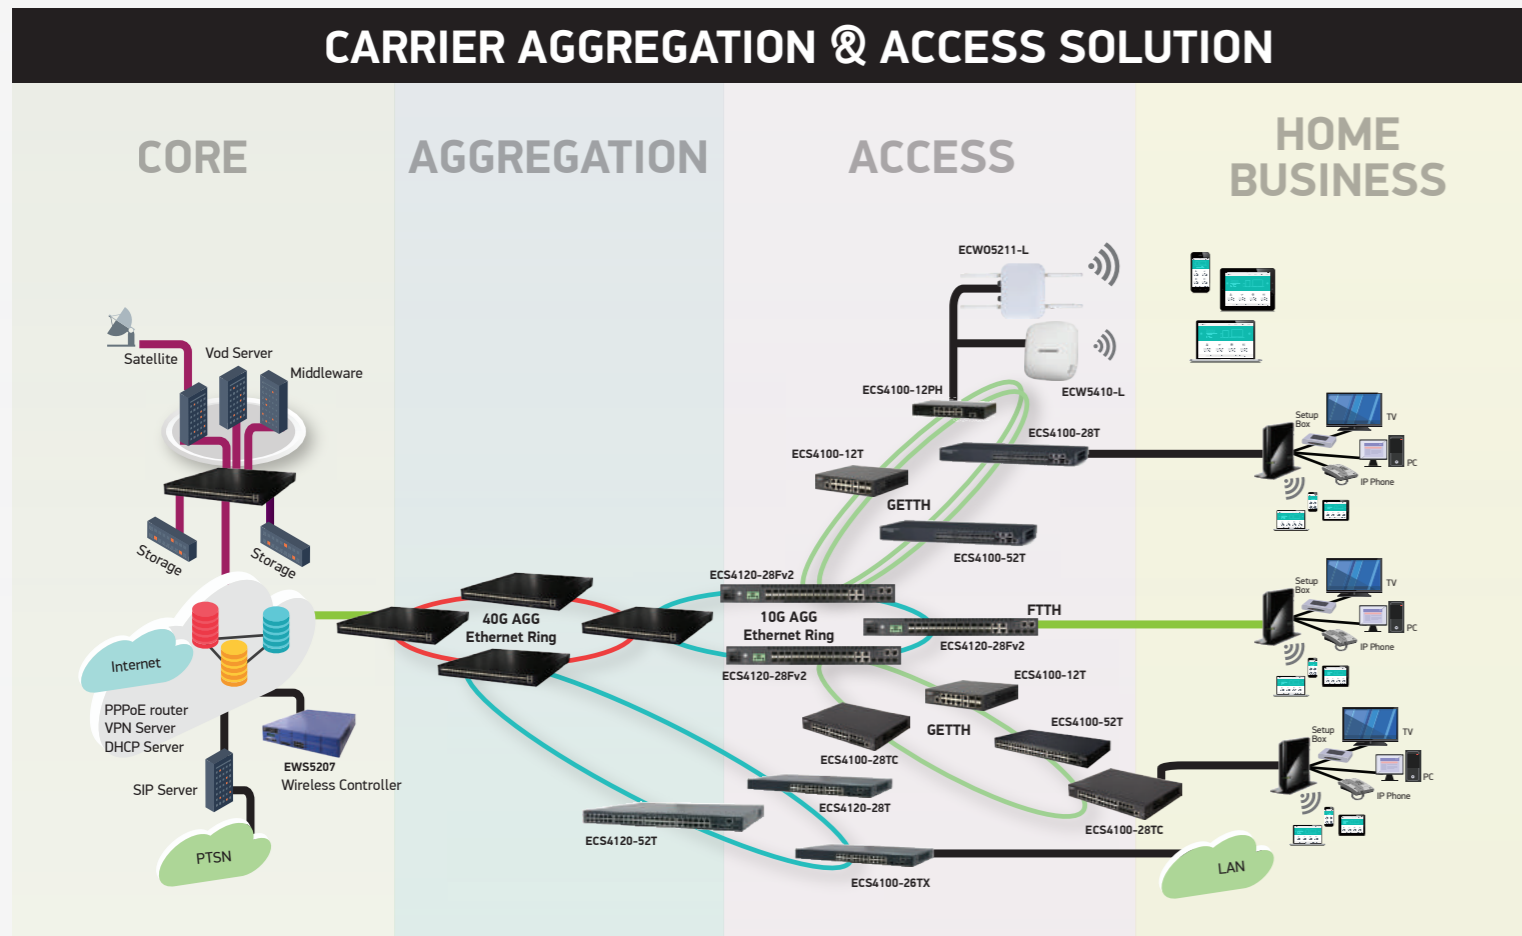 CARRIER AGGREGATION & ACCESS SOLUTION
CORE
AGGREGATION
ACCESS
HOME
BUSINESS
Satellite
Vod Server
Middleware
Storage
Storage
Internet
PPPoE router
VPN Server
DHCP Server
EWS5207
Wireless Controller
SIP Server
PTSN
40G AGG
Ethernet Ring
ECS4120-52T
ECS4120-28T
ECS4100-26TX
ECWO5211-L
ECW5410-L
ECS4100-12PH
ECS4100-28T
ECS4100-12T
GETTH
ECS4100-52T
ECS4120-28Fv2
10G AGG
Ethernet Ring
FTTH
ECS4120-28Fv2
ECS4120-28Fv2
ECS4100-12T
GETTH
ECS4100-52T
ECS4100-28TC
ECS4100-28TC
Setup
Box
TV
PC
IP Phone
Setup
Box
TV
PC
IP Phone
Setup
Box
TV
PC
IP Phone
LAN